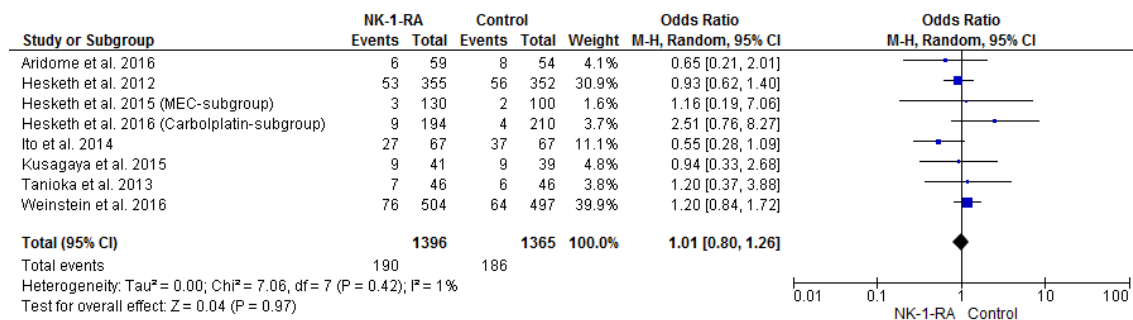 NK-1-RA Control Odds Ratio Odds Ratio
Study or Subgroup Events Total Events Total Weight M-H, Random, 95% CI M-H, Random, 95% CI
Aridome et al. 2016 6 59 8 54 4.1% 0.65 [0.21, 2.01]
Hesketh 2012 53 355 56 352 30.9% 0.93 [0.62, 1.40]
Hesketh 2015 (MEC-subgroup) 3 130 2 100 1.6% 1.16 [0.19, 7.06]
Hesketh 2016 (Carbolplatin-subgroup) 9 194 4 210 3.7% 2.51 [0.76, 8.27]
Ito et al. 2014 27 67 37 67 11.1% 0.55 [0.28, 1.09]
Kusagaya et al. 2015 9 41 9 39 4.8% 0.94 [0.33, 2.68]
Tanioka et al. 2013 7 46 6 46 3.8% 1.20 [0.37, 3.88]
Weinstein et al. 2016 76 504 64 497 39.9% 1.20 [0.84, 1.72]
Total (95% CI) 1396 1365 100.0% 1.01 [0.80, 1.26]
Total events 190 186
Heterogeneity: Tau² = 0.00; Chi² = 7.06, df = 7 (P = 0.42); I² = 1%
Test for overall effect: Z = 0.04 (P = 0.97)
0.01 0.1 1 10 100
NK-1-RA Control